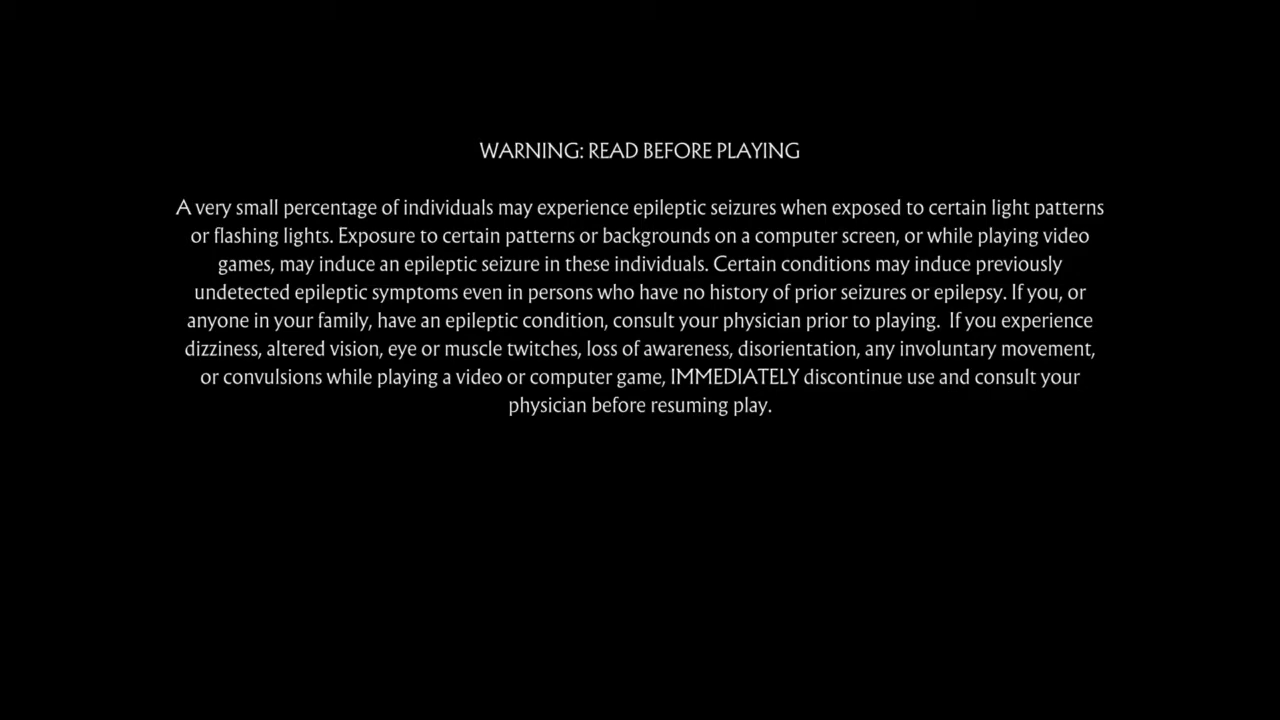 WARNING: READ BEFORE PLAYING
A very small percentage of individuals may experience epileptic seizures when exposed to certain light patterns
or flashing lights. Exposure to certain patterns or backgrounds on a computer screen, or while playing video
games, may induce an epileptic seizure in these individuals. Certain conditions may induce previously
undetected epileptic symptoms even in persons who have no history of prior seizures or epilepsy. If you, or
anyone in your family, have an epileptic condition, consult your physician prior to playing.  If you experience
dizziness, altered vision, eye or muscle twitches, loss of awareness, disorientation, any involuntary movement,
or convulsions while playing a video or computer game, IMMEDIATELY discontinue use and consult your
physician before resuming play.